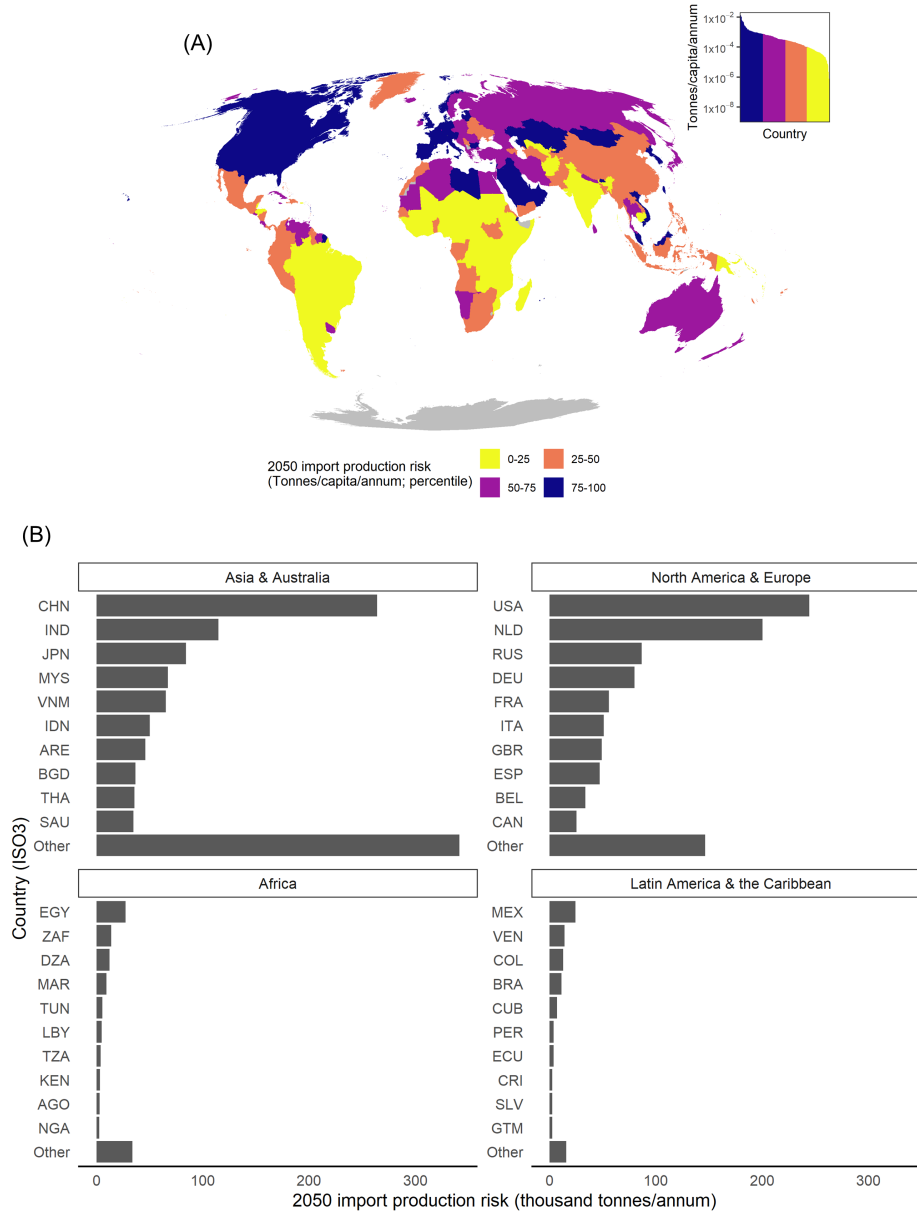 (A)
Tonnes/capita/annum
1x10⁻²
1x10⁻⁴
1x10⁻⁶
1x10⁻⁸
Country
2050 import production risk
(Tonnes/capita/annum; percentile)
0-25
25-50
50-75
75-100
(B)
Country (ISO3)
Asia & Australia
CHN
IND
JPN
MYS
VNM
IDN
ARE
BGD
THA
SAU
Other
North America & Europe
USA
NLD
RUS
DEU
FRA
ITA
GBR
ESP
BEL
CAN
Other
Africa
EGY
ZAF
DZA
MAR
TUN
LBY
TZA
KEN
AGO
NGA
Other
0 100 200 300
Latin America & the Caribbean
MEX
VEN
COL
BRA
CUB
PER
ECU
CRI
SLV
GTM
Other
0 100 200 300
2050 import production risk (thousand tonnes/annum)